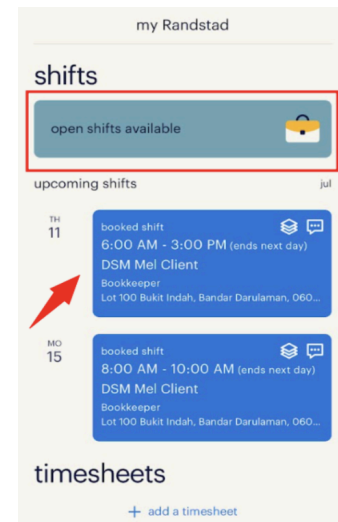 my Randstad
shifts
open shifts available
upcoming shifts
jul
TH
11
booked shift
6:00 AM - 3:00 PM (ends next day)
DSM Mel Client
Bookkeeper
Lot 100 Bukit Indah, Bandar Darulaman, 060...
MO
15
booked shift
8:00 AM - 10:00 AM (ends next day)
DSM Mel Client
Bookkeeper
Lot 100 Bukit Indah, Bandar Darulaman, 060...
timesheets
+ add a timesheet